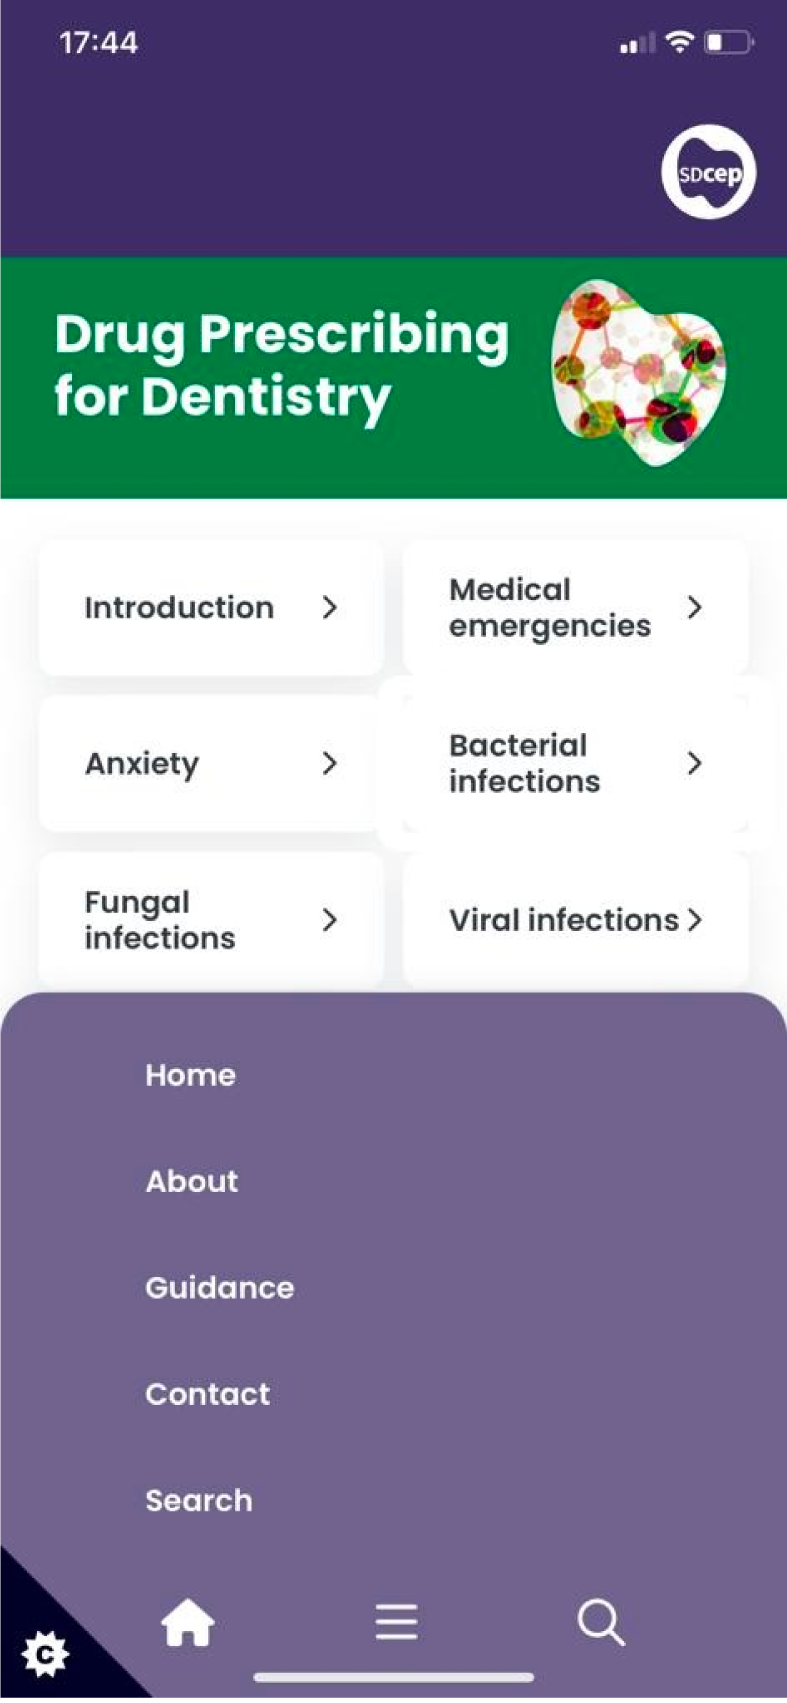 17:44
SDcep
Drug Prescribing
for Dentistry
Introduction
Medical
emergencies
Anxiety
Bacterial
infections
Fungal
infections
Viral infections
Home
About
Guidance
Contact
Search
C